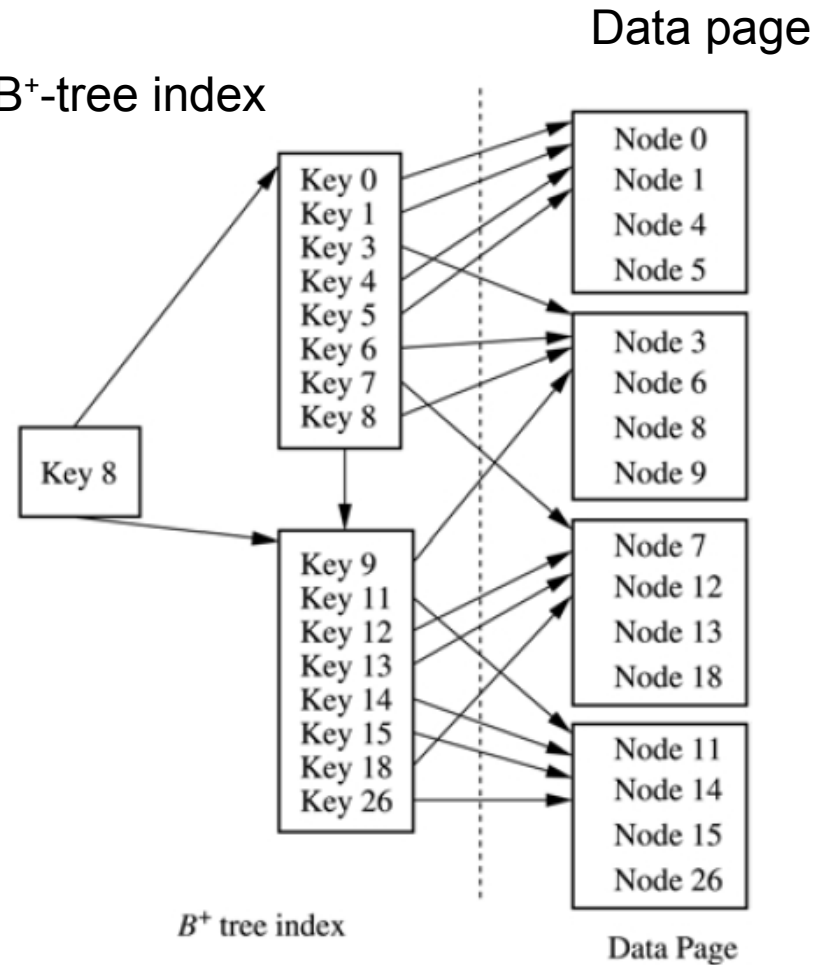 Data page
B⁺-tree index
Key 0
Key 1
Key 3
Key 4
Key 5
Key 6
Key 7
Key 8
Key 8
Key 9
Key 11
Key 12
Key 13
Key 14
Key 15
Key 18
Key 26
Node 0
Node 1
Node 4
Node 5
Node 3
Node 6
Node 8
Node 9
Node 7
Node 12
Node 13
Node 18
Node 11
Node 14
Node 15
Node 26
B⁺ tree index
Data Page